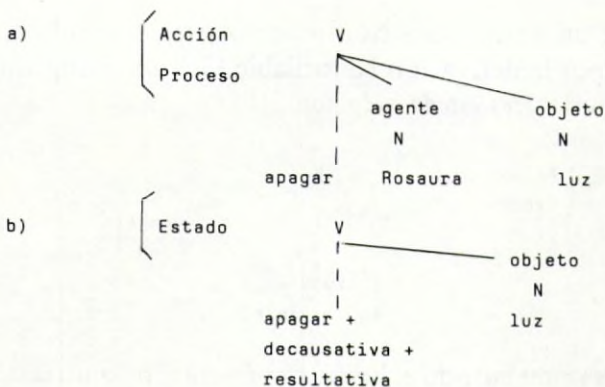 a) Acción V
Proceso
agente objeto
N N
apagar Rosaura luz
b) Estado V
objeto
N
apagar + luz
decausativa +
resultativa